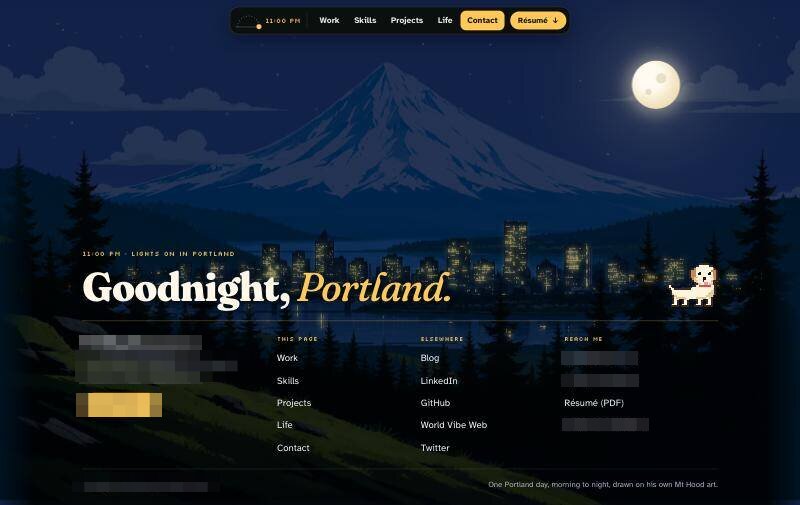 11:00 PM Work Skills Projects Life Contact Résumé ↓
11:00 PM · LIGHTS ON IN PORTLAND
Goodnight, Portland.
THIS PAGE
Work
Skills
Projects
Life
Contact
ELSEWHERE
Blog
LinkedIn
GitHub
World Vibe Web
Twitter
REACH ME
Résumé (PDF)
One Portland day, morning to night, drawn on his own Mt Hood art.